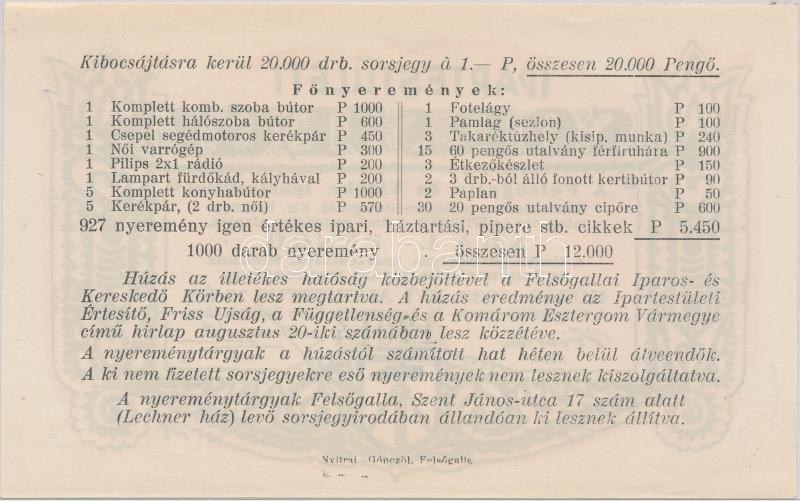 Kibocsájtásra kerül 20.000 drb. sorsjegy à 1.— P, összesen 20.000 Pengő.
Főnyeremények:
1 Komplett komb. szoba bútor P 1000
1 Komplett hálószoba bútor P 600
1 Csepel segédmotoros kerékpár P 450
1 Női varrógép P 300
1 Pilips 2x1 rádió P 200
1 Lampart fürdőkád, kályhával P 200
5 Komplett konyhabútor P 1000
5 Kerékpár, (2 drb. női) P 570
1 Fotelágy P 100
1 Pamlag (sezlon) P 100
3 Takaréktűzhely (kisip. munka) P 240
15 60 pengős utalvány férfiruhára P 900
3 Étkezőkészlet P 150
2 3 drb.-ból álló fonott kertibútor P 90
2 Paplan P 50
30 20 pengős utalvány cipőre P 600
927 nyeremény igen értékes ipari, háztartási, pipere stb. cikkek P 5.450
1000 darab nyeremény . összesen P 12.000
Húzás az illetékes hatóság közbejöttével a Felsőgallai Iparos- és
Kereskedő Körben lesz megtartva. A húzás eredménye az Ipartestületi
Értesítő, Friss Ujság, a Függetlenség és a Komárom Esztergom Vármegye
című hirlap augusztus 20-iki számában lesz közzétéve.
A nyereménytárgyak a húzástól számított hat héten belül átveendők.
A ki nem fizetett sorsjegyekre eső nyeremények nem lesznek kiszolgáltatva.
A nyereménytárgyak Felsőgalla, Szent János-utca 17 szám alatt
(Lechner ház) levő sorsjegyirodában állandóan ki lesznek állítva.
Nyitrai Gönczöl, Felsőgalla
darabanth